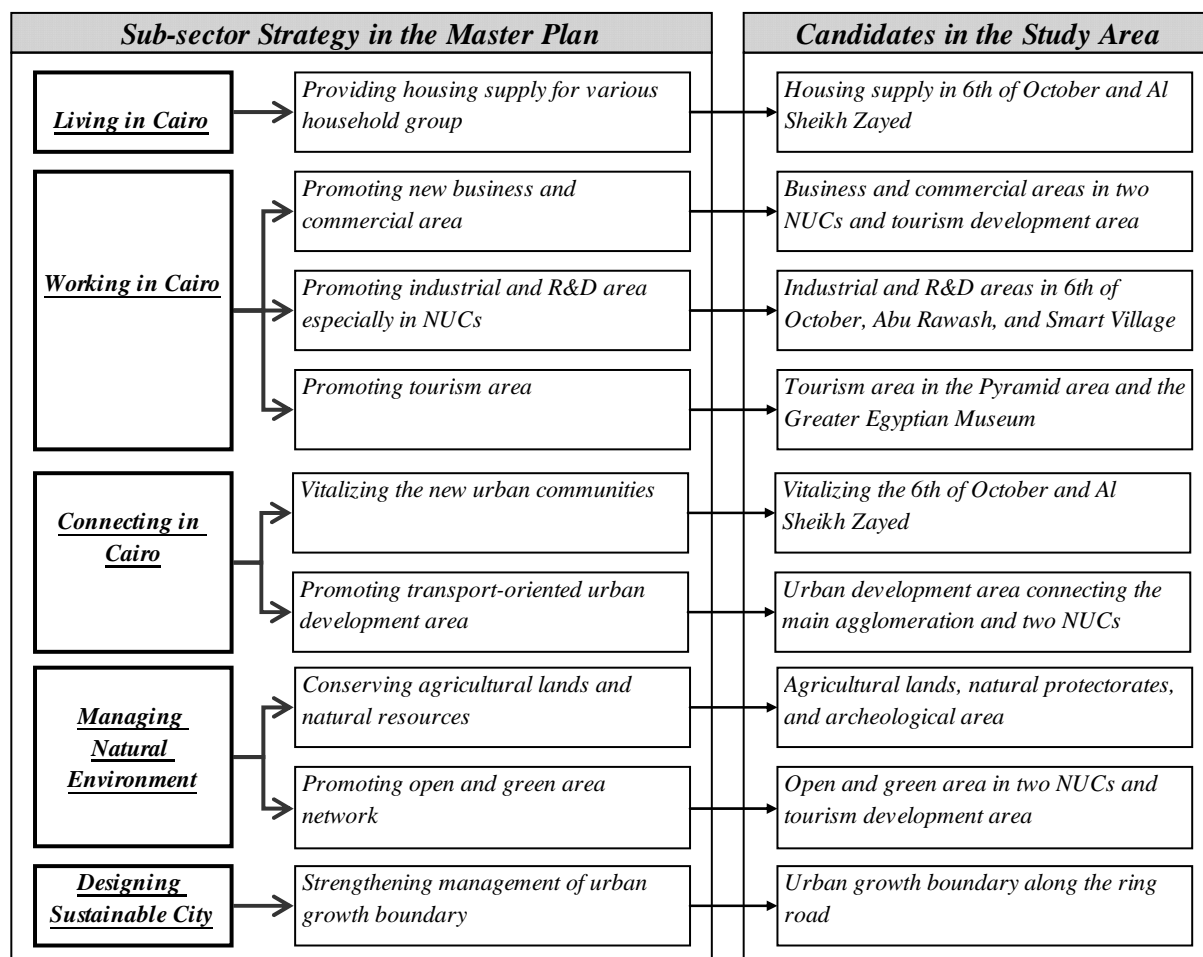 Sub-sector Strategy in the Master Plan
Candidates in the Study Area
Living in Cairo
Providing housing supply for various
household group
Housing supply in 6th of October and Al
Sheikh Zayed
Working in Cairo
Promoting new business and
commercial area
Business and commercial areas in two
NUCs and tourism development area
Promoting industrial and R&D area
especially in NUCs
Industrial and R&D areas in 6th of
October, Abu Rawash, and Smart Village
Promoting tourism area
Tourism area in the Pyramid area and the
Greater Egyptian Museum
Connecting in
Cairo
Vitalizing the new urban communities
Vitalizing the 6th of October and Al
Sheikh Zayed
Promoting transport-oriented urban
development area
Urban development area connecting the
main agglomeration and two NUCs
Managing
Natural
Environment
Conserving agricultural lands and
natural resources
Agricultural lands, natural protectorates,
and archeological area
Promoting open and green area
network
Open and green area in two NUCs and
tourism development area
Designing
Sustainable City
Strengthening management of urban
growth boundary
Urban growth boundary along the ring
road